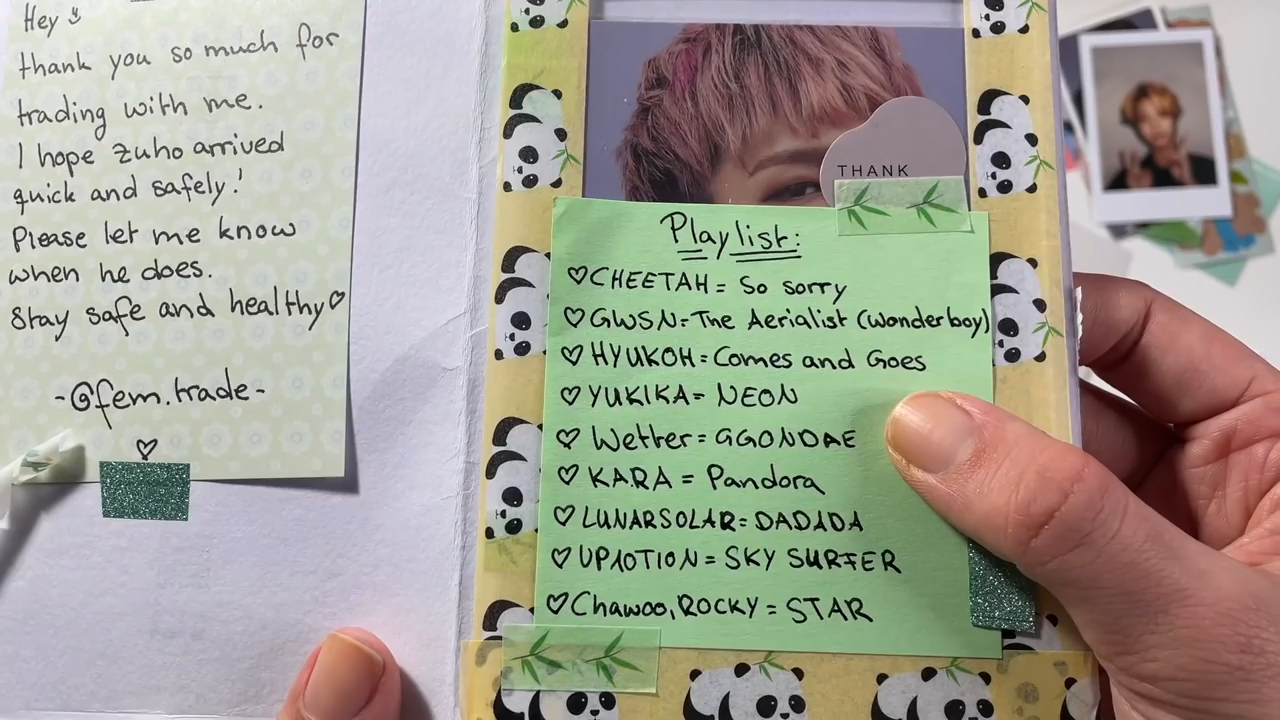 Hey
thank you so much for
trading with me.
I hope zuho arrived
quick and safely!
Please let me know
when he does.
Stay safe and healthy♡
-@fem.trade-
♡
THANK
Playlist:
♡CHEETAH = So sorry
♡ GWSN=The Aerialist (Wonderboy)
♡ HYUKOH = Comes and Goes
♡ YUKIKA= NEON
♡ Wetter = GGONDAE
♡ KARA = Pandora
♡ LUNARSOLAR= DADADA
♡ UP10TION = SKY SURFER
♡Chawoo, ROCKY = STAR